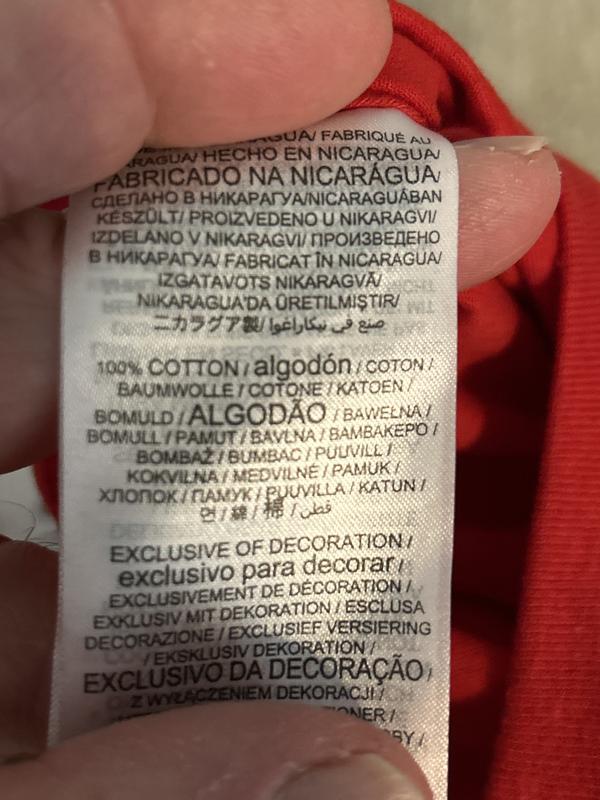 FABRIQUÉ AU
HECHO EN NICARAGUA/
FABRICADO NA NICARÁGUA/
СДЕЛАНО В НИКАРАГУА/NICARAGUÁBAN
KÉSZÜLT/ PROIZVEDENO U NIKARAGVI/
IZDELANO V NIKARAGVI/ ПРОИЗВЕДЕНО
В НИКАРАГУА/ FABRICAT ÎN NICARAGUA/
IZGATAVOTS NIKARAGVĀ/
NIKARAGUA'DA ÜRETILMIŞTIR/
ニカラグア製/ صنع في نيكاراغوا
100% COTTON / algodón / COTON /
BAUMWOLLE / COTONE / KATOEN /
BOMULD / ALGODÃO / BAWEŁNA /
BOMULL / PAMUT / BAVLNA / ΒΑΜΒΑΚΕΡΟ /
BOMBAŽ / BUMBAC / PUUVILL /
KOKVILNA / MEDVILNĖ / PAMUK /
ХЛОПОК / ПАМУК / PUUVILLA / KATUN /
면 / 綿 / 棉 / قطن /
EXCLUSIVE OF DECORATION /
exclusivo para decorar /
EXCLUSIVEMENT DE DÉCORATION /
EXKLUSIV MIT DEKORATION / ESCLUSA
DECORAZIONE / EXCLUSIEF VERSIERING
/ EKSKLUSIV DEKORATION /
EXCLUSIVO DA DECORAÇÃO /
Z WYŁĄCZENIEM DEKORACJI /